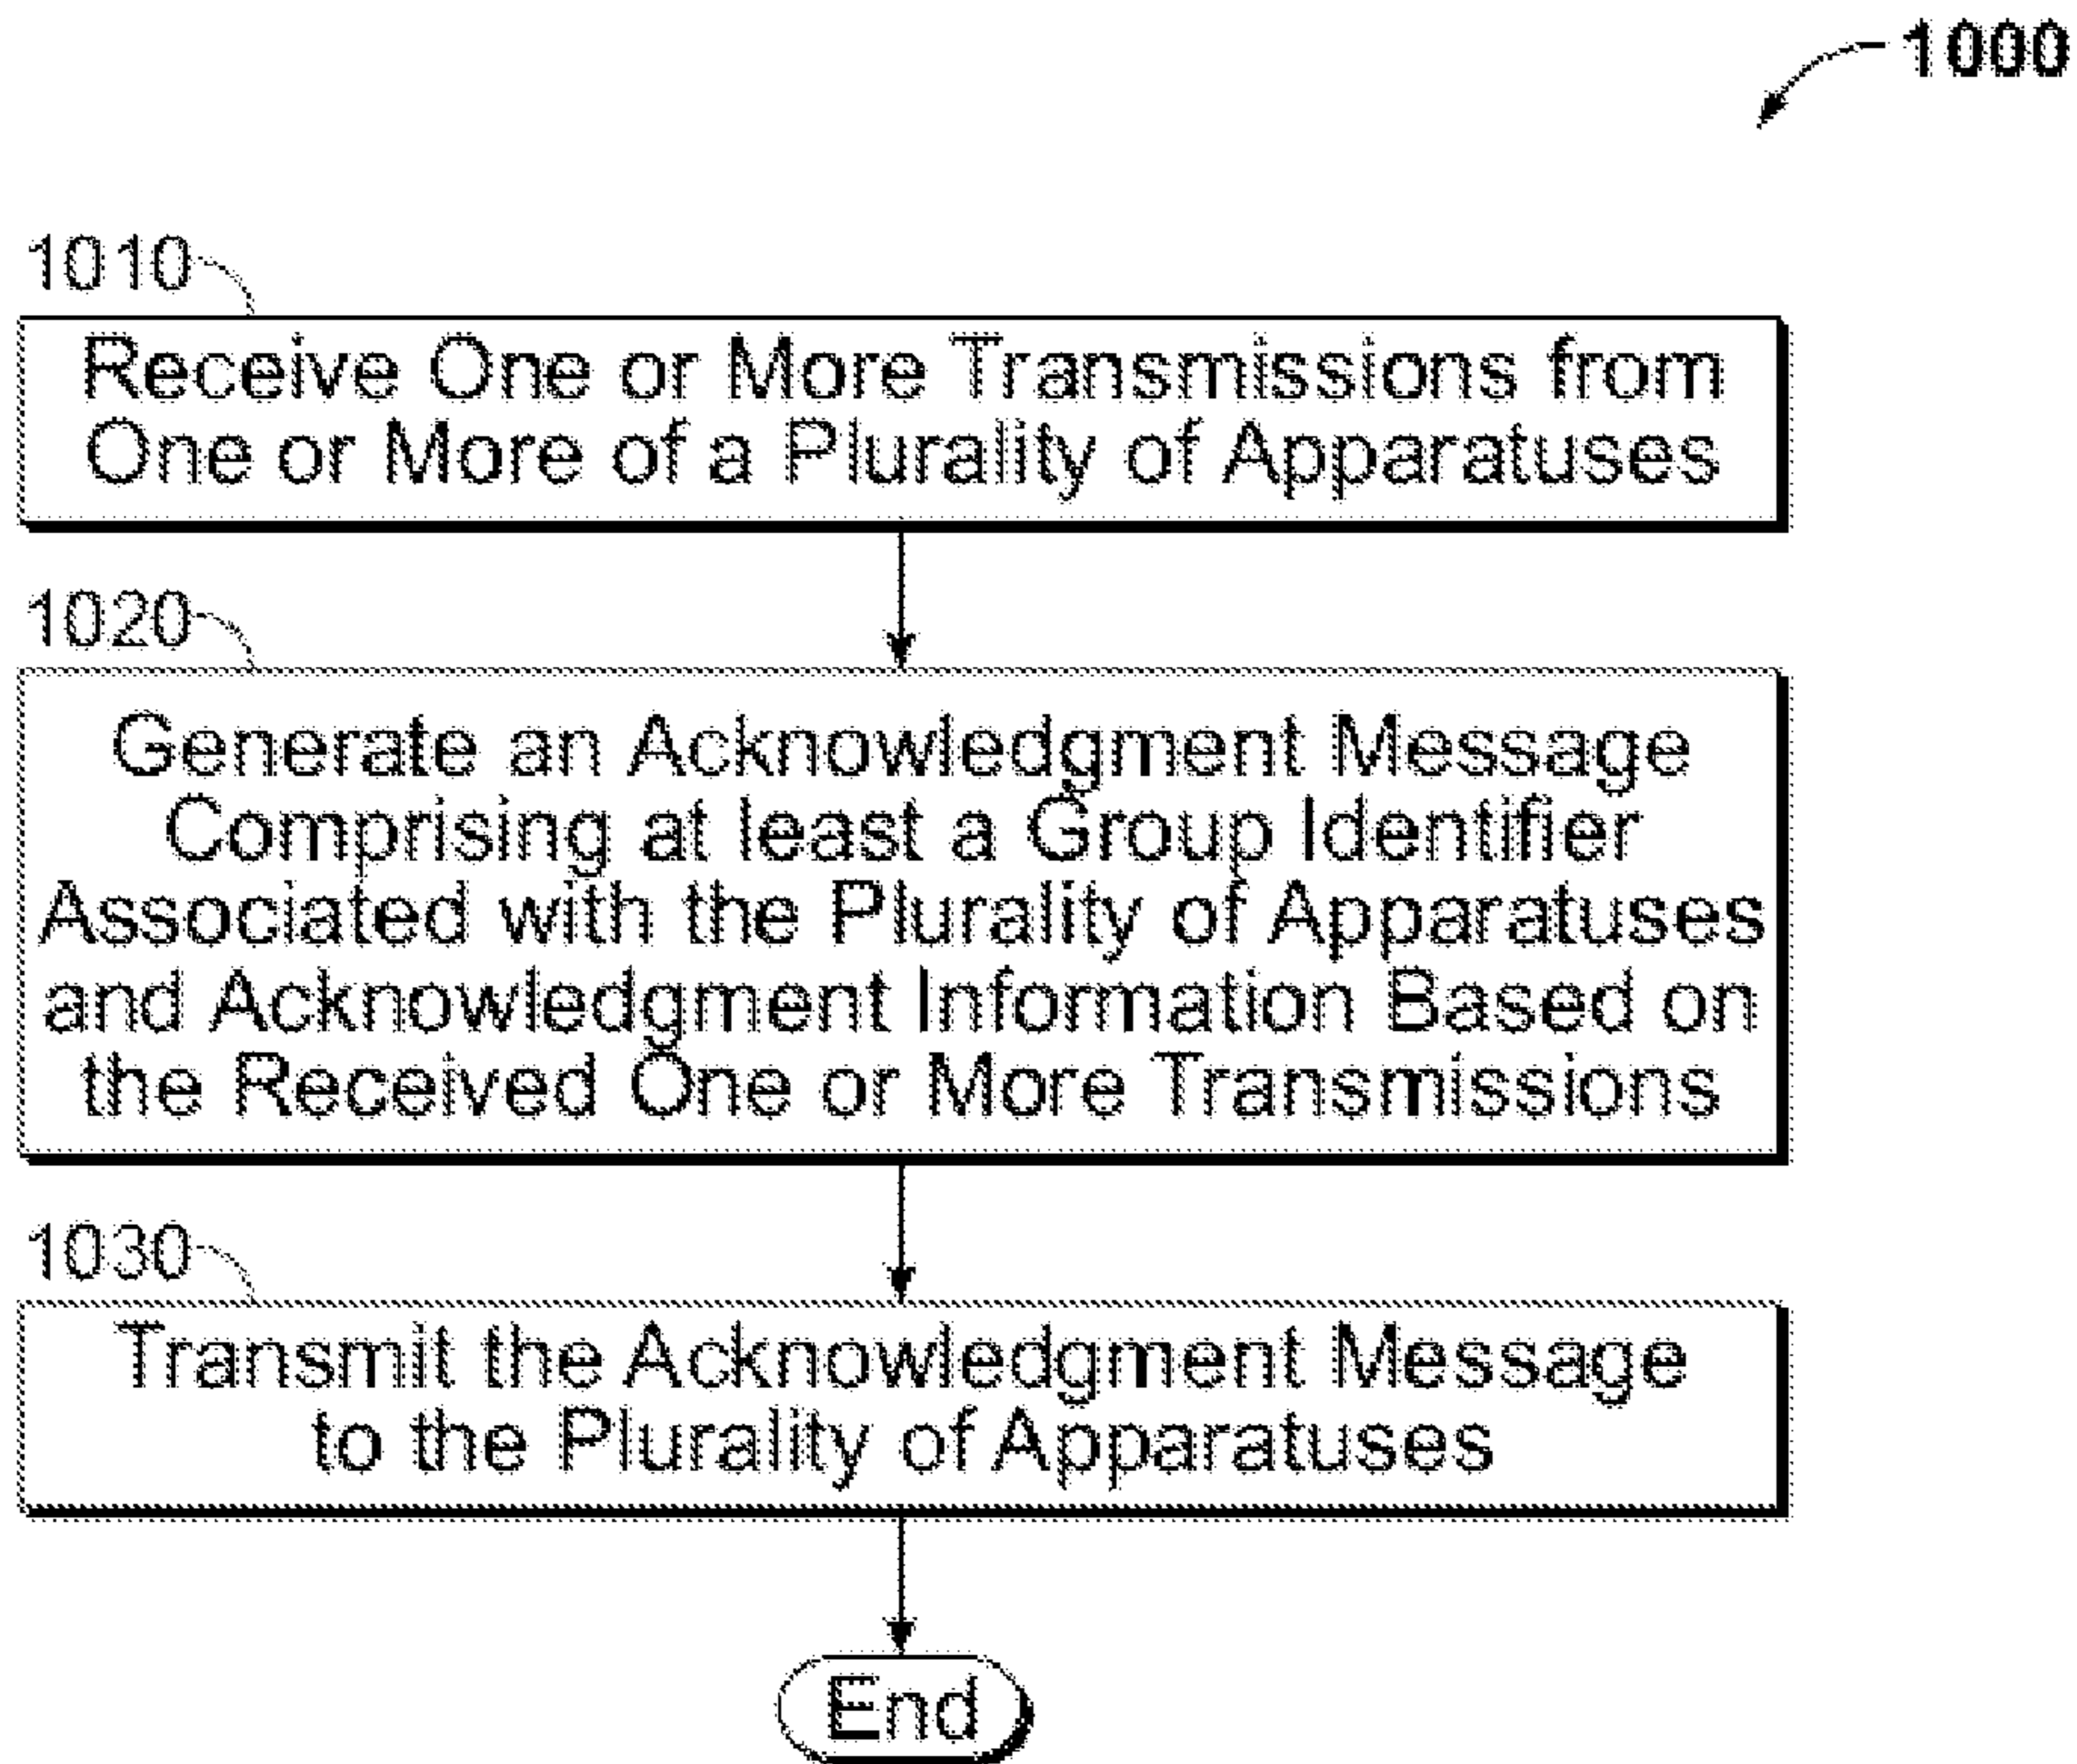 1000
1010
Receive One or More Transmissions from
One or More of a Plurality of Apparatuses
1020
Generate an Acknowledgment Message
Comprising at least a Group Identifier
Associated with the Plurality of Apparatuses
and Acknowledgment Information Based on
the Received One or More Transmissions
1030
Transmit the Acknowledgment Message
to the Plurality of Apparatuses
End